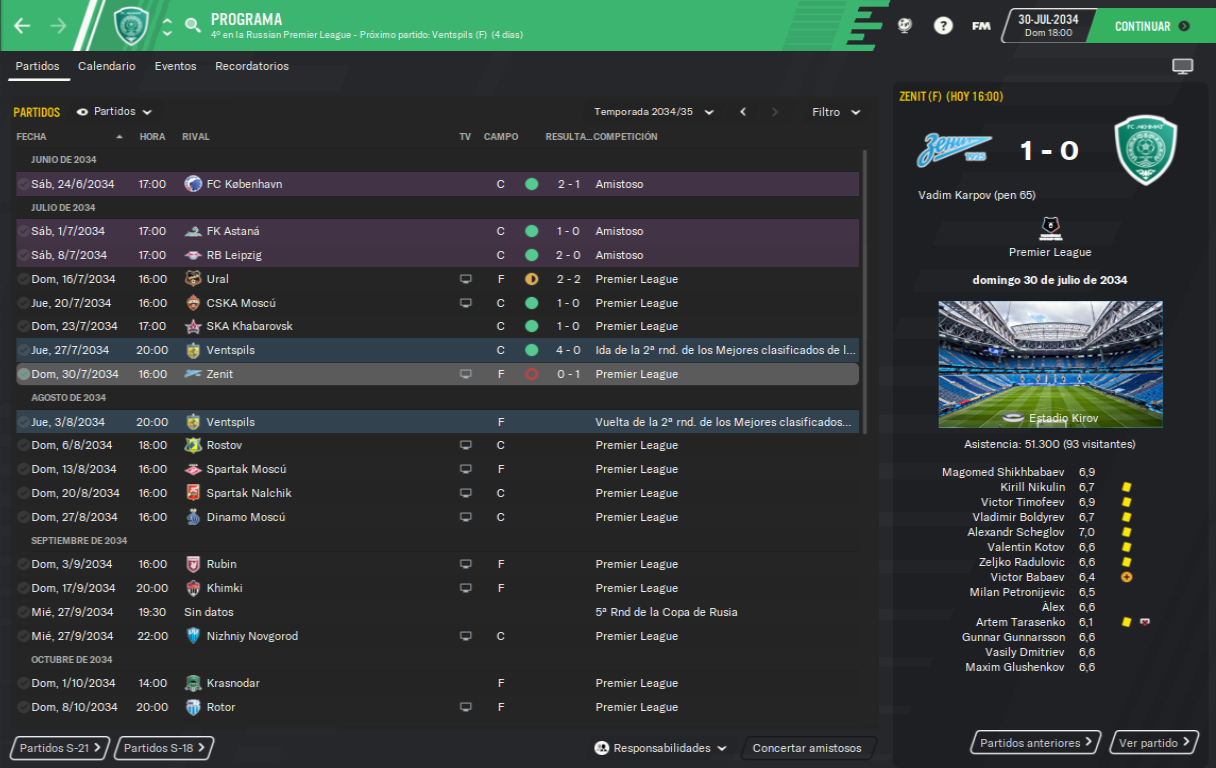 PROGRAMA
4º en la Russian Premier League - Próximo partido: Ventspils (F) (4 días)
FM
30-JUL-2034
Dom 18:00
CONTINUAR
Partidos Calendario Eventos Recordatorios
PARTIDOS Partidos Temporada 2034/35 Filtro
FECHA HORA RIVAL TV CAMPO RESULTA... COMPETICIÓN
JUNIO DE 2034
Sáb, 24/6/2034 17:00 FC København C 2 - 1 Amistoso
JULIO DE 2034
Sáb, 1/7/2034 17:00 FK Astaná C 1 - 0 Amistoso
Sáb, 8/7/2034 17:00 RB Leipzig C 2 - 0 Amistoso
Dom, 16/7/2034 16:00 Ural F 2 - 2 Premier League
Jue, 20/7/2034 16:00 CSKA Moscú C 1 - 0 Premier League
Dom, 23/7/2034 17:00 SKA Khabarovsk C 1 - 0 Premier League
Jue, 27/7/2034 20:00 Ventspils C 4 - 0 Ida de la 2ª rnd. de los Mejores clasificados de l...
Dom, 30/7/2034 16:00 Zenit F 0 - 1 Premier League
AGOSTO DE 2034
Jue, 3/8/2034 20:00 Ventspils F Vuelta de la 2ª rnd. de los Mejores clasificados...
Dom, 6/8/2034 18:00 Rostov C Premier League
Dom, 13/8/2034 16:00 Spartak Moscú F Premier League
Dom, 20/8/2034 16:00 Spartak Nalchik C Premier League
Dom, 27/8/2034 16:00 Dinamo Moscú C Premier League
SEPTIEMBRE DE 2034
Dom, 3/9/2034 16:00 Rubin F Premier League
Dom, 17/9/2034 20:00 Khimki F Premier League
Mié, 27/9/2034 19:30 Sin datos 5ª Rnd de la Copa de Rusia
Mié, 27/9/2034 22:00 Nizhniy Novgorod C Premier League
OCTUBRE DE 2034
Dom, 1/10/2034 14:00 Krasnodar F Premier League
Dom, 8/10/2034 20:00 Rotor F Premier League
Partidos S-21 Partidos S-18 Responsabilidades Concertar amistosos
ZENIT (F) (HOY 16:00)
1 - 0
Vadim Karpov (pen 65)
Premier League
domingo 30 de julio de 2034
Estadio Kirov
Asistencia: 51.300 (93 visitantes)
Magomed Shikhbabaev 6,9
Kirill Nikulin 6,7
Victor Timofeev 6,9
Vladimir Boldyrev 6,7
Alexandr Scheglov 7,0
Valentin Kotov 6,6
Zeljko Radulovic 6,6
Victor Babaev 6,4
Milan Petronijevic 6,5
Àlex 6,6
Artem Tarasenko 6,1
Gunnar Gunnarsson 6,6
Vasily Dmitriev 6,6
Maxim Glushenkov 6,6
Partidos anteriores Ver partido